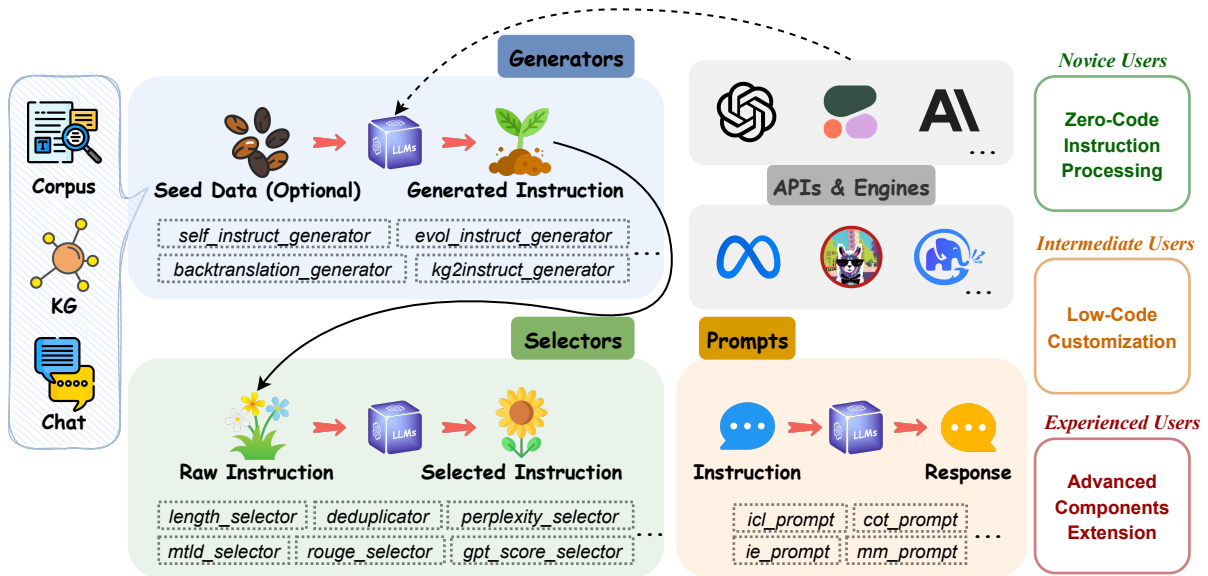 Corpus
KG
Chat
Generators
LLMs
Seed Data (Optional)
Generated Instruction
self_instruct_generator
evol_instruct_generator
backtranslation_generator
kg2instruct_generator
...
Selectors
LLMs
Raw Instruction
Selected Instruction
length_selector
deduplicator
perplexity_selector
mtld_selector
rouge_selector
gpt_score_selector
...
AI
...
APIs & Engines
...
Prompts
LLMs
Instruction
Response
icl_prompt
cot_prompt
ie_prompt
mm_prompt
...
Novice Users
Zero-Code
Instruction
Processing
Intermediate Users
Low-Code
Customization
Experienced Users
Advanced
Components
Extension